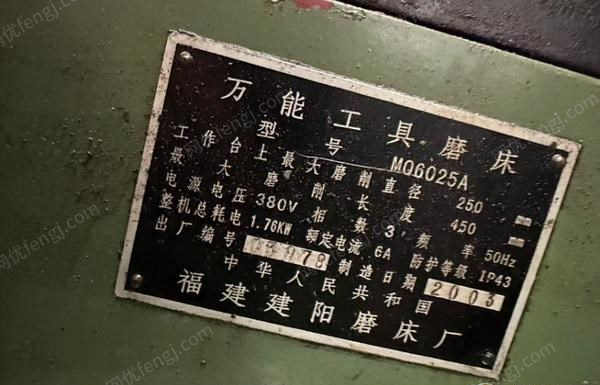 万能工具磨床
型号 MQ6025A
工作台上最大磨削直径 250 mm
最大磨削长度 450 mm
电源电压 380V 相数 3 频率 50Hz
整机总耗电 1.76KW 额定电流 6A 防护等级 IP43
出厂编号 制造日期 2003
中华人民共和国
福建建阳磨床厂